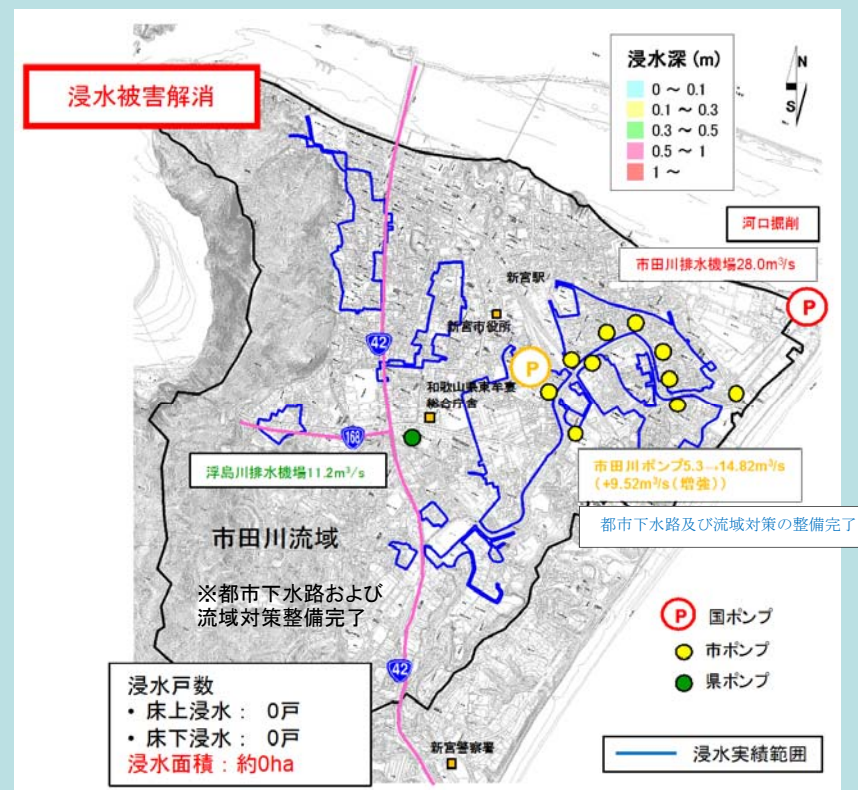 浸水被害解消
浸水深 (m)
0 ～ 0.1
0.1 ～ 0.3
0.3 ～ 0.5
0.5 ～ 1
1 ～
N
S
河口掘削
市田川排水機場28.0m³/s
P
新宮駅
新宮市役所
42
P
和歌山県東牟婁
総合庁舎
168
浮島川排水機場11.2m³/s
市田川ポンプ5.3→14.82m³/s
(+9.52m³/s(増強))
都市下水路及び流域対策の整備完了
市田川流域
※都市下水路および
流域対策整備完了
P 国ポンプ
市ポンプ
県ポンプ
42
浸水戸数
・ 床上浸水： 0戸
・ 床下浸水： 0戸
浸水面積：約0ha
新宮警察署
浸水実績範囲